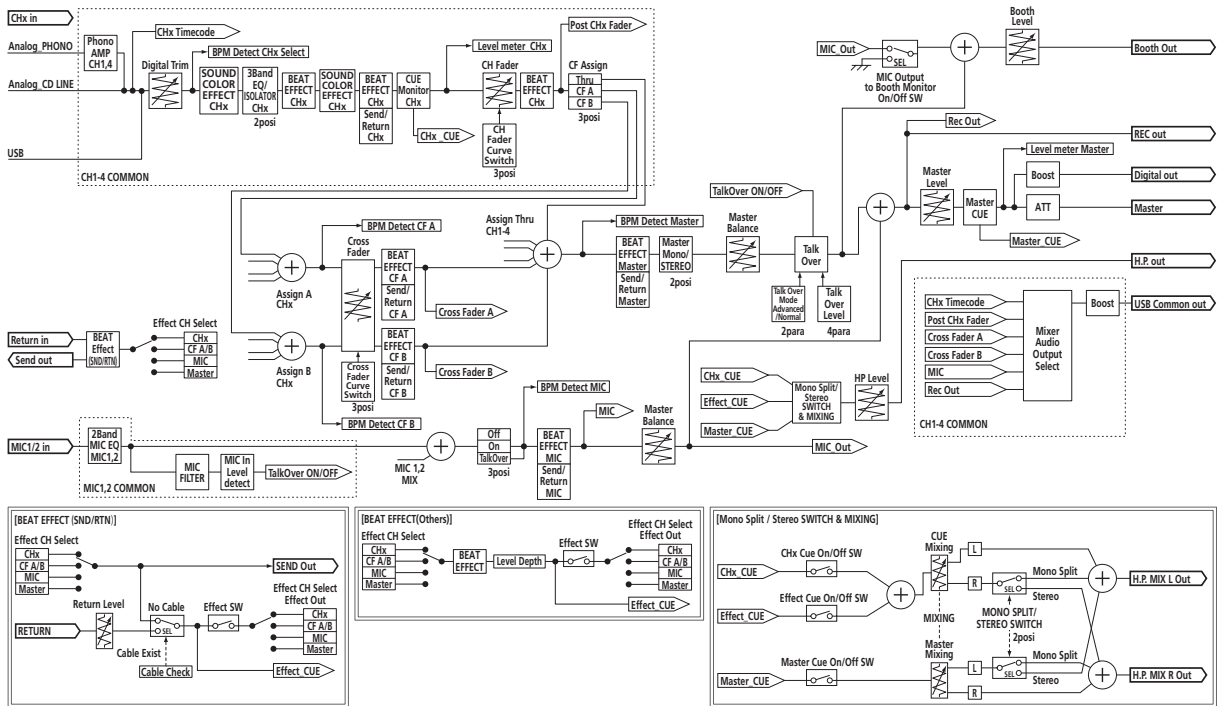 CHx in
Analog_PHONO
Phono
AMP
CH1,4
Analog_CD LINE
USB
CHx Timecode
BPM Detect CHx Select
Digital Trim
SOUND
COLOR
EFFECT
CHx
3Band
EQ/
ISOLATOR
CHx
2posi
BEAT
EFFECT
CHx
SOUND
COLOR
EFFECT
CHx
BEAT
EFFECT
CHx
Send/
Return
CHx
CUE
Monitor
CHx
CHx _CUE
Level meter_CHx
CH Fader
CH
Fader
Curve
Switch
3posi
BEAT
EFFECT
CHx
Post CHx Fader
CF Assign
Thru
CF A
CF B
3posi
CH1-4 COMMON
MIC_Out
SEL
MIC Output
to Booth Monitor
On/Off SW
Booth
Level
Booth Out
Rec Out
REC out
Level meter Master
Master
Level
Master
CUE
Boost
Digital out
ATT
Master
Master_CUE
H.P. out
TalkOver ON/OFF
BPM Detect CF A
Cross
Fader
Assign A
CHx
BEAT
EFFECT
CF A
Send/
Return
CF A
Cross Fader A
Assign Thru
CH1-4
BPM Detect Master
BEAT
EFFECT
Master
Send/
Return
Master
Master
Mono/
STEREO
2posi
Master
Balance
Talk
Over
Talk Over
Mode
Advanced
/Normal
2para
Talk
Over
Level
4para
Return in
Send out
BEAT
Effect
(SND/RTN)
Effect CH Select
CHx
CF A/B
MIC
Master
Assign B
CHx
Cross
Fader
Curve
Switch
3posi
BEAT
EFFECT
CF B
Send/
Return
CF B
Cross Fader B
BPM Detect CF B
CHx_CUE
Effect_CUE
Master_CUE
Mono Split/
Stereo
SWITCH
& MIXING
HP Level
CHx Timecode
Post CHx Fader
Cross Fader A
Cross Fader B
MIC
Rec Out
Mixer
Audio
Output
Select
Boost
USB Common out
CH1-4 COMMON
MIC1/2 in
2Band
MIC EQ
MIC1,2
MIC
FILTER
MIC In
Level
detect
TalkOver ON/OFF
MIC1,2 COMMON
MIC 1,2
MIX
Off
On
TalkOver
3posi
BPM Detect MIC
BEAT
EFFECT
MIC
Send/
Return
MIC
MIC
Master
Balance
MIC_Out
[BEAT EFFECT (SND/RTN)]
Effect CH Select
CHx
CF A/B
MIC
Master
SEND Out
Return Level
RETURN
No Cable
SEL
Cable Exist
Cable Check
Effect SW
Effect CH Select
Effect Out
CHx
CF A/B
MIC
Master
Effect_CUE
[BEAT EFFECT(Others)]
Effect CH Select
CHx
CF A/B
MIC
Master
BEAT
EFFECT
Level Depth
Effect SW
Effect CH Select
Effect Out
CHx
CF A/B
MIC
Master
Effect_CUE
[Mono Split / Stereo SWITCH & MIXING]
CHx Cue On/Off SW
CHx_CUE
Effect Cue On/Off SW
Effect_CUE
Master Cue On/Off SW
Master_CUE
CUE
Mixing
MIXING
Master
Mixing
L
R
SEL
Mono Split
Stereo
MONO SPLIT/
STEREO SWITCH
2posi
L
R
SEL
Mono Split
Stereo
H.P. MIX L Out
H.P. MIX R Out